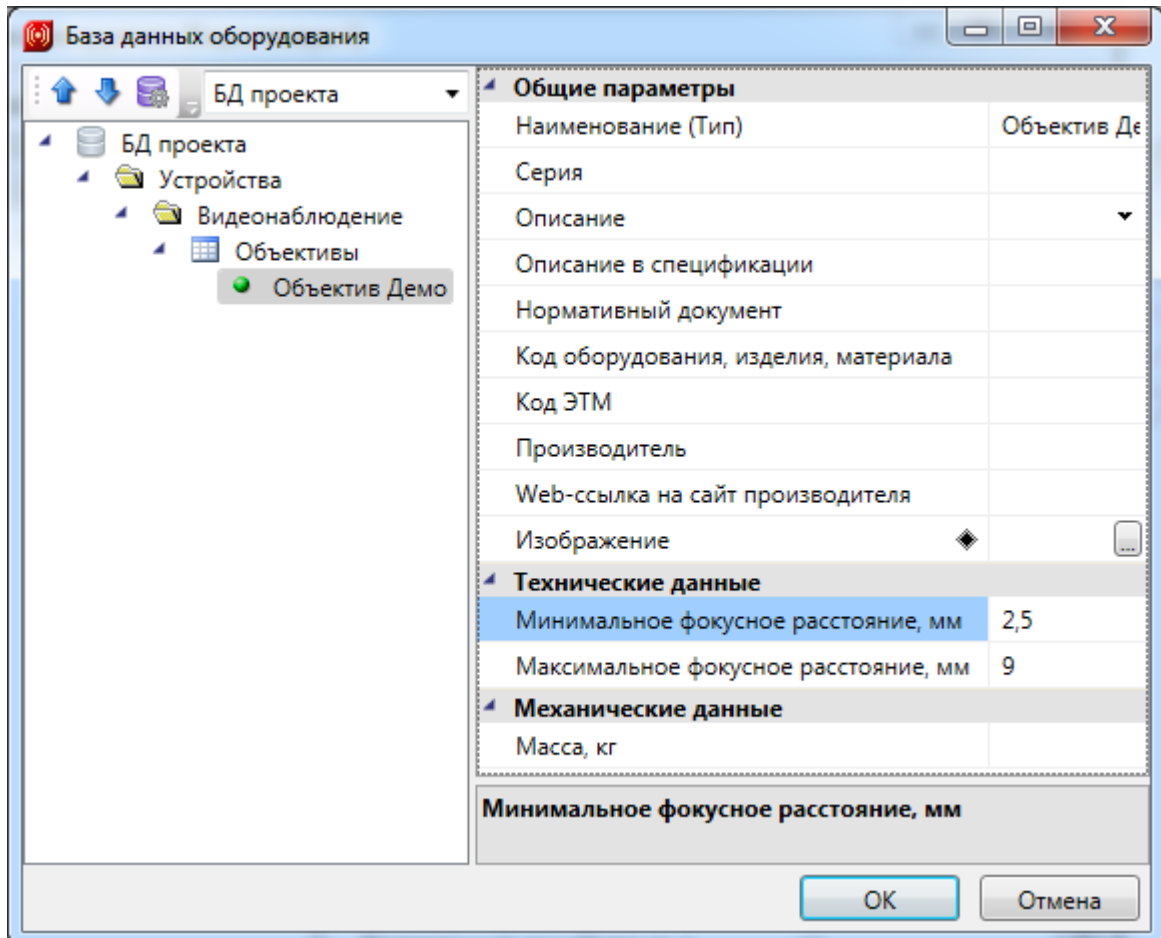 База данных оборудования
БД проекта
БД проекта
Устройства
Видеонаблюдение
Объективы
Объектив Демо
Общие параметры
Наименование (Тип) Объектив Де
Серия
Описание
Описание в спецификации
Нормативный документ
Код оборудования, изделия, материала
Код ЭТМ
Производитель
Web-ссылка на сайт производителя
Изображение ...
Технические данные
Минимальное фокусное расстояние, мм 2,5
Максимальное фокусное расстояние, мм 9
Механические данные
Масса, кг
Минимальное фокусное расстояние, мм
ОК Отмена